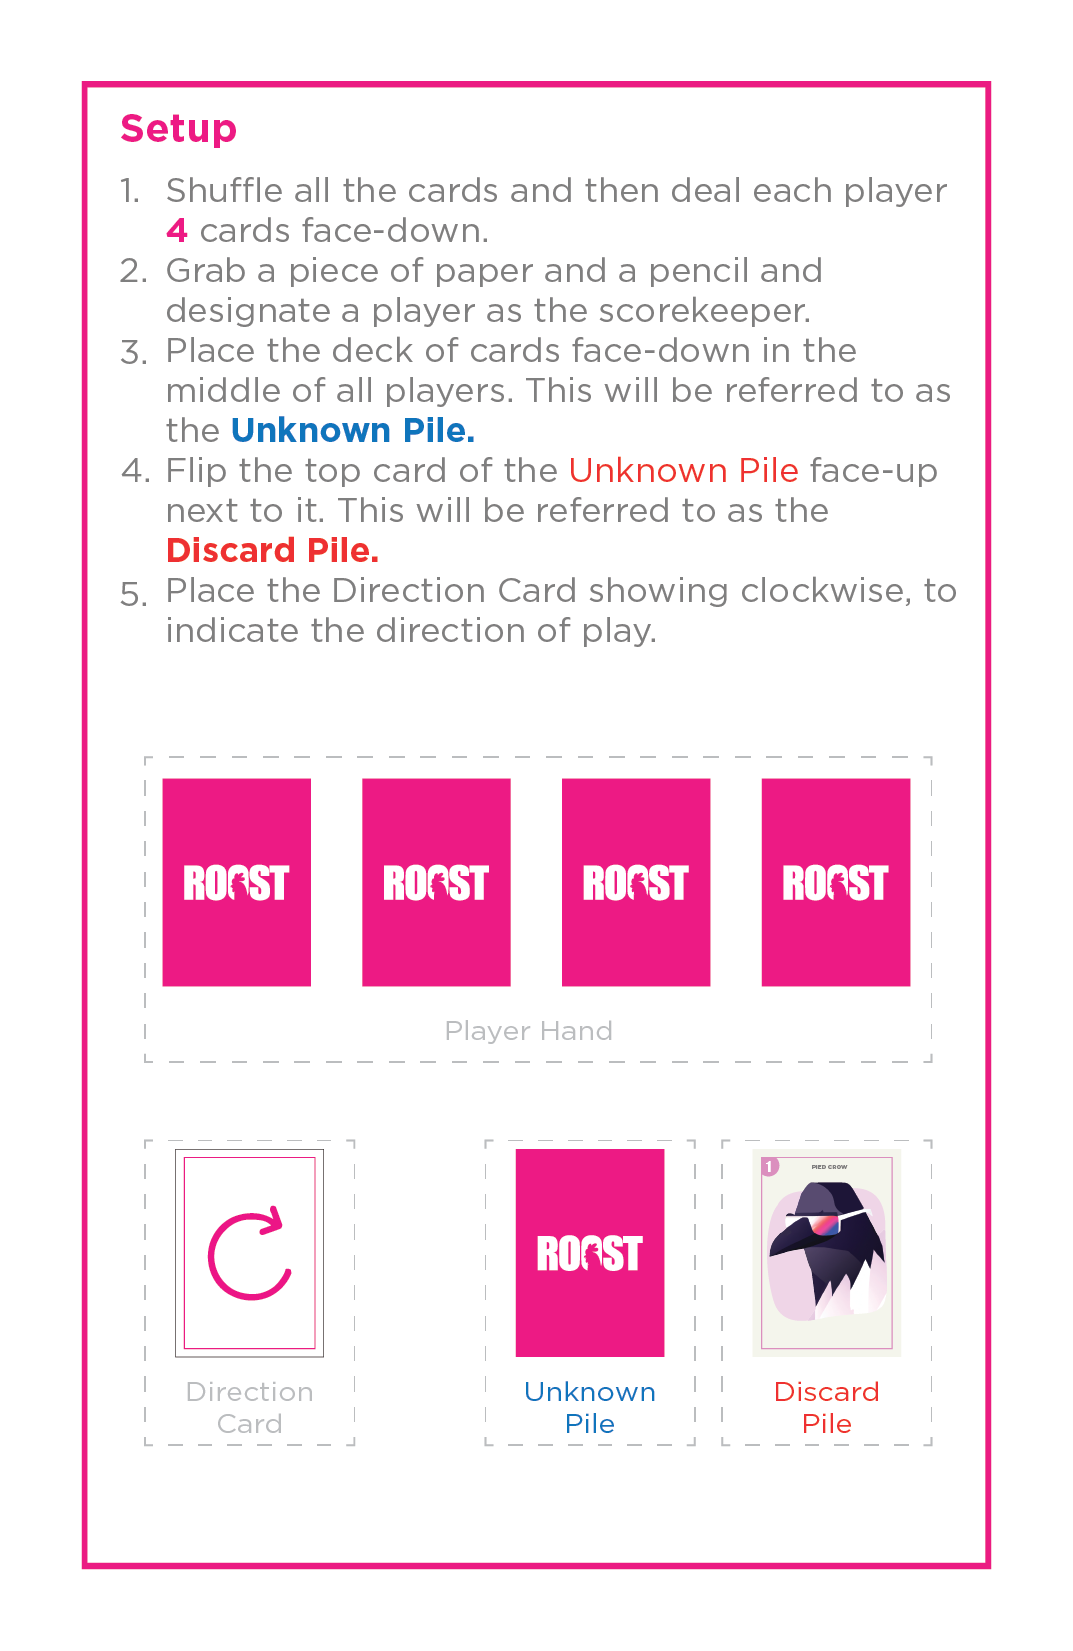 Setup
1. Shuffle all the cards and then deal each player
4 cards face-down.
2. Grab a piece of paper and a pencil and
designate a player as the scorekeeper.
3. Place the deck of cards face-down in the
middle of all players. This will be referred to as
the Unknown Pile.
4. Flip the top card of the Unknown Pile face-up
next to it. This will be referred to as the
Discard Pile.
5. Place the Direction Card showing clockwise, to
indicate the direction of play.
ROOST ROOST ROOST ROOST
Player Hand
1 PIED CROW
ROOST
Direction
Card
Unknown
Pile
Discard
Pile